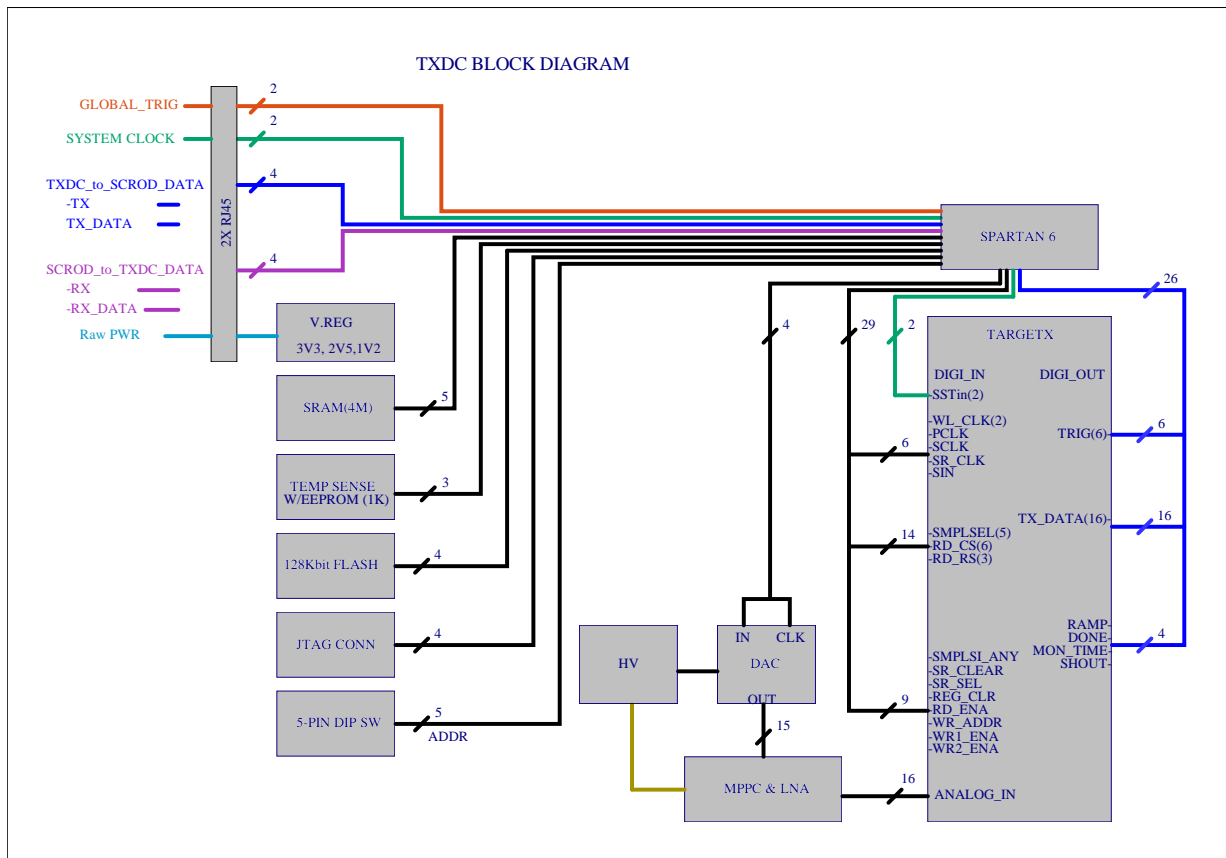 TXDC BLOCK DIAGRAM
GLOBAL_TRIG
2
SYSTEM CLOCK
2
TXDC_to_SCROD_DATA
4
-TX
TX_DATA
SCROD_to_TXDC_DATA
4
-RX
-RX_DATA
Raw PWR
2X RJ45
V.REG
3V3, 2V5,1V2
SRAM(4M)
5
TEMP SENSE
W/EEPROM (1K)
3
128Kbit FLASH
4
JTAG CONN
4
5-PIN DIP SW
5
ADDR
SPARTAN 6
4
29
2
26
HV
IN
CLK
DAC
OUT
15
MPPC & LNA
16
TARGETX
DIGI_IN
DIGI_OUT
-SSTin(2)
-WL_CLK(2)
-PCLK
-SCLK
-SR_CLK
-SIN
6
TRIG(6)-
6
TX_DATA(16)-
16
14
-SMPLSEL(5)
-RD_CS(6)
-RD_RS(3)
RAMP-
DONE-
MON_TIME-
SHOUT-
4
9
-SMPLSI_ANY
-SR_CLEAR
-SR_SEL
-REG_CLR
-RD_ENA
-WR_ADDR
-WR1_ENA
-WR2_ENA
ANALOG_IN